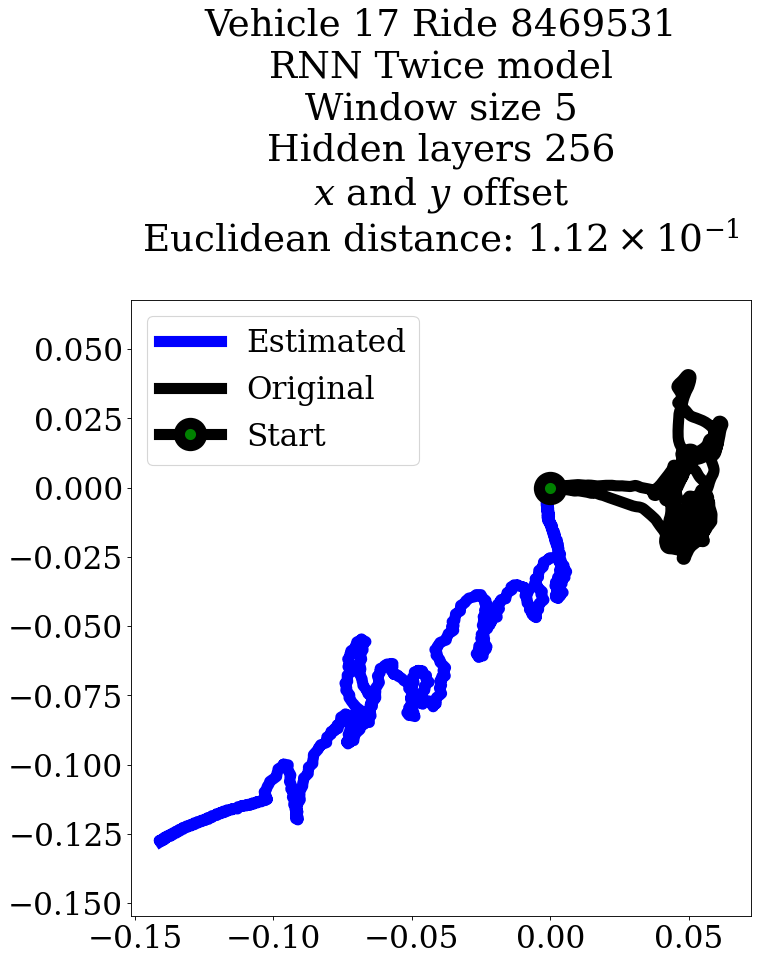 Vehicle 17 Ride 8469531
RNN Twice model
Window size 5
Hidden layers 256
x and y offset
Euclidean distance: 1.12 × 10⁻¹
Estimated
Original
Start
0.050
0.025
0.000
−0.025
−0.050
−0.075
−0.100
−0.125
−0.150
−0.15 −0.10 −0.05 0.00 0.05